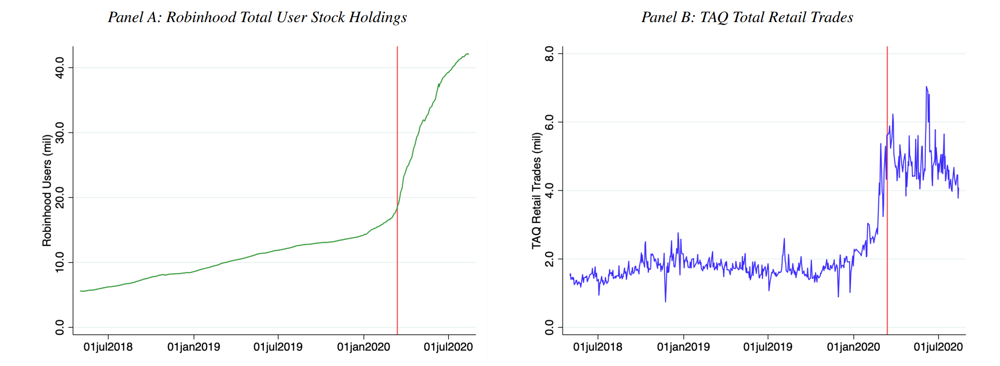 Panel A: Robinhood Total User Stock Holdings
Robinhood Users (mil)
40.0
30.0
20.0
10.0
0.0
01jul2018 01jan2019 01jul2019 01jan2020 01jul2020
Panel B: TAQ Total Retail Trades
TAQ Retail Trades (mil)
8.0
6.0
4.0
2.0
0.0
01jul2018 01jan2019 01jul2019 01jan2020 01jul2020